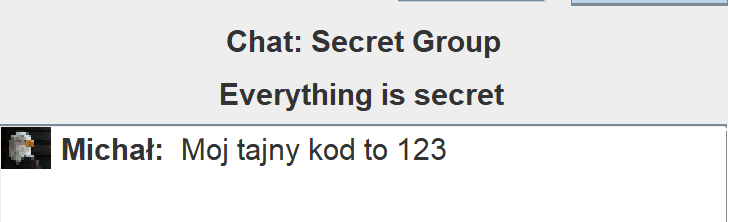 Chat: Secret Group
Everything is secret
Michał: Moj tajny kod to 123